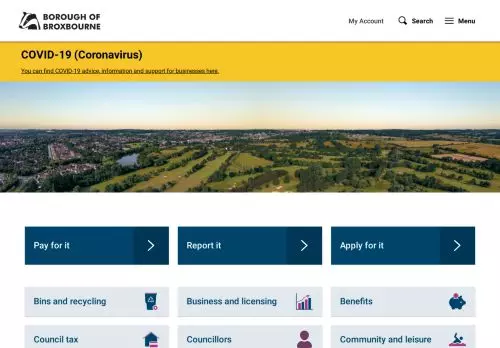 BOROUGH OF
BROXBOURNE
My Account
Search
Menu
COVID-19 (Coronavirus)
You can find COVID-19 advice, information and support for businesses here.
Pay for it
Report it
Apply for it
Bins and recycling
Business and licensing
Benefits
Council tax
Councillors
Community and leisure